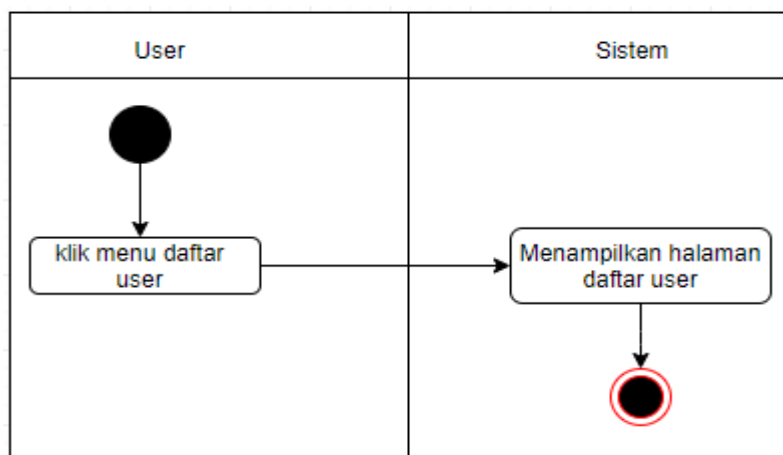 User
Sistem
klik menu daftar
user
Menampilkan halaman
daftar user